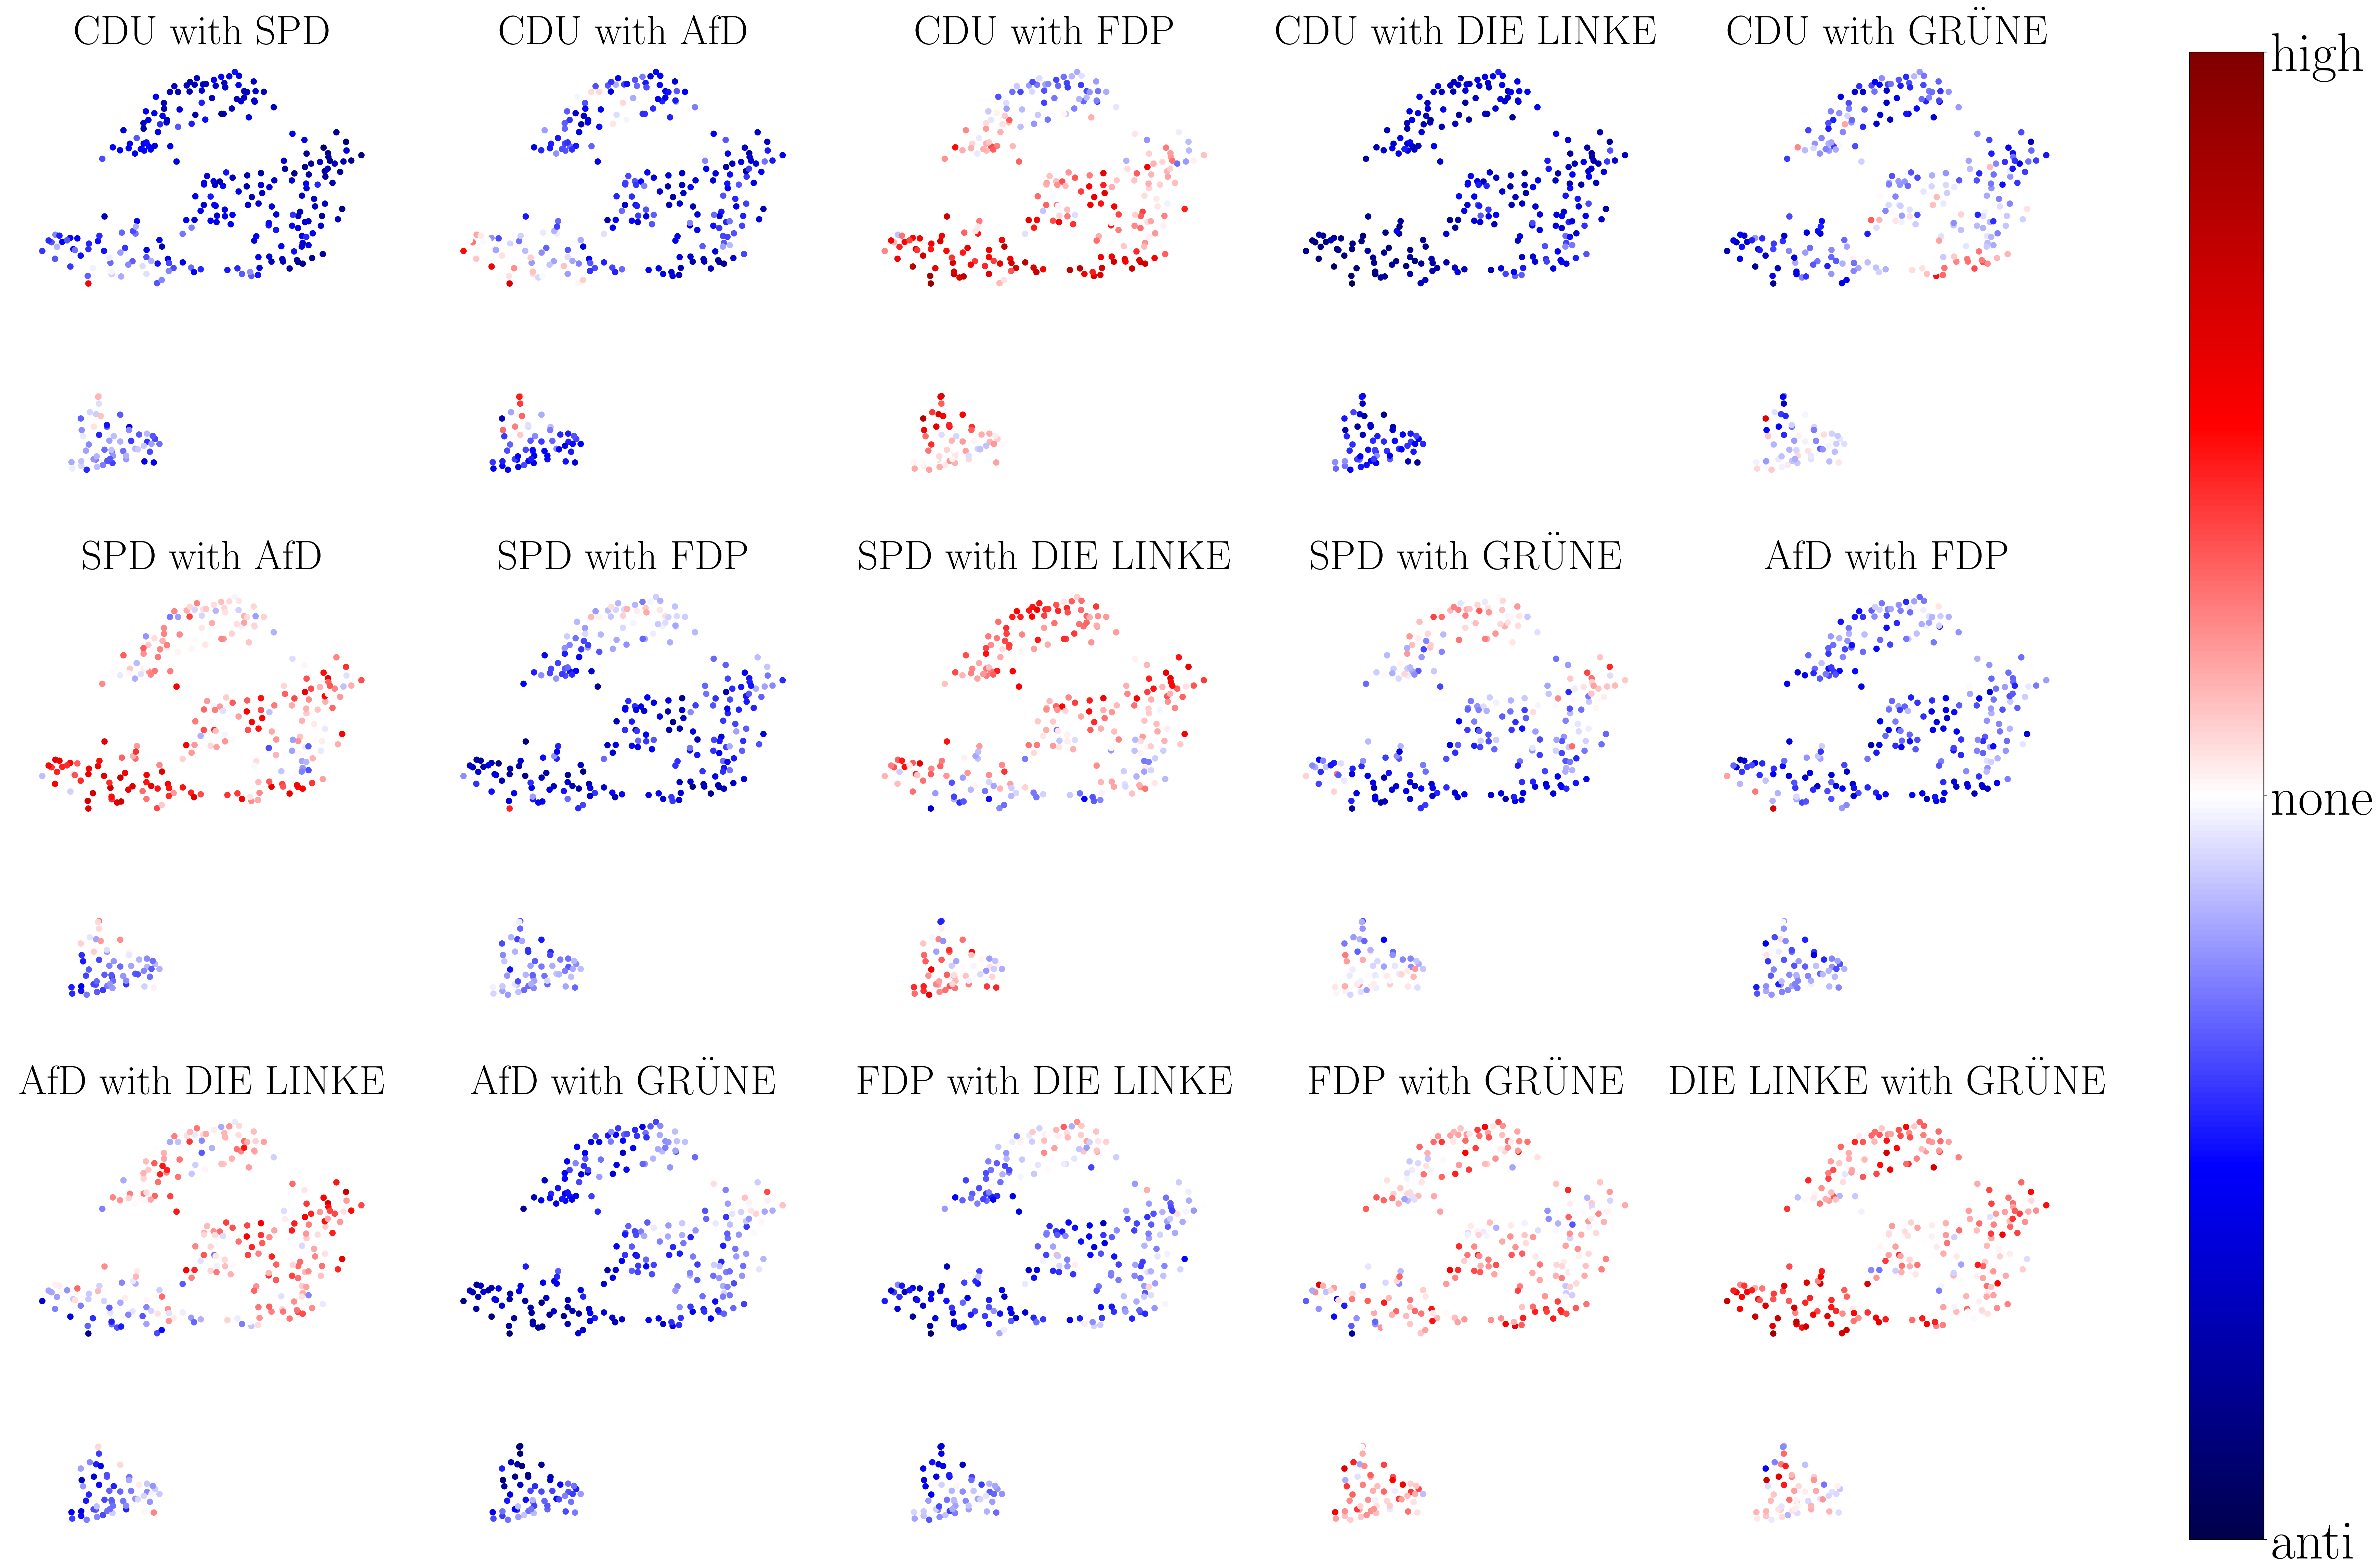 CDU with SPD
CDU with AfD
CDU with FDP
CDU with DIE LINKE
CDU with GRÜNE
high
SPD with AfD
SPD with FDP
SPD with DIE LINKE
SPD with GRÜNE
AfD with FDP
none
AfD with DIE LINKE
AfD with GRÜNE
FDP with DIE LINKE
FDP with GRÜNE
DIE LINKE with GRÜNE
anti